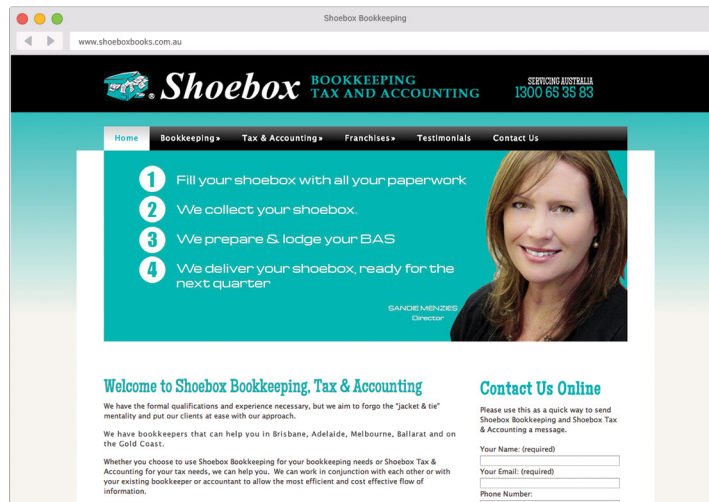 Shoebox Bookkeeping
www.shoeboxbooks.com.au
Shoebox BOOKKEEPING
TAX AND ACCOUNTING
SERVICING AUSTRALIA
1300 65 35 83
Home Bookkeeping» Tax & Accounting» Franchises» Testimonials Contact Us
1 Fill your shoebox with all your paperwork
2 We collect your shoebox.
3 We prepare & lodge your BAS
4 We deliver your shoebox, ready for the
next quarter
SANDIE MENZIES
Director
Welcome to Shoebox Bookkeeping, Tax & Accounting
We have the formal qualifications and experience necessary, but we aim to forgo the "jacket & tie"
mentality and put our clients at ease with our approach.
We have bookkeepers that can help you in Brisbane, Adelaide, Melbourne, Ballarat and on
the Gold Coast.
Whether you choose to use Shoebox Bookkeeping for your bookkeeping needs or Shoebox Tax &
Accounting for your tax needs, we can help you. We can work in conjunction with each other or with
your existing bookkeeper or accountant to allow the most efficient and cost effective flow of
information.
Contact Us Online
Please use this as a quick way to send
Shoebox Bookkeeping and Shoebox Tax
& Accounting a message.
Your Name: (required)
Your Email: (required)
Phone Number: